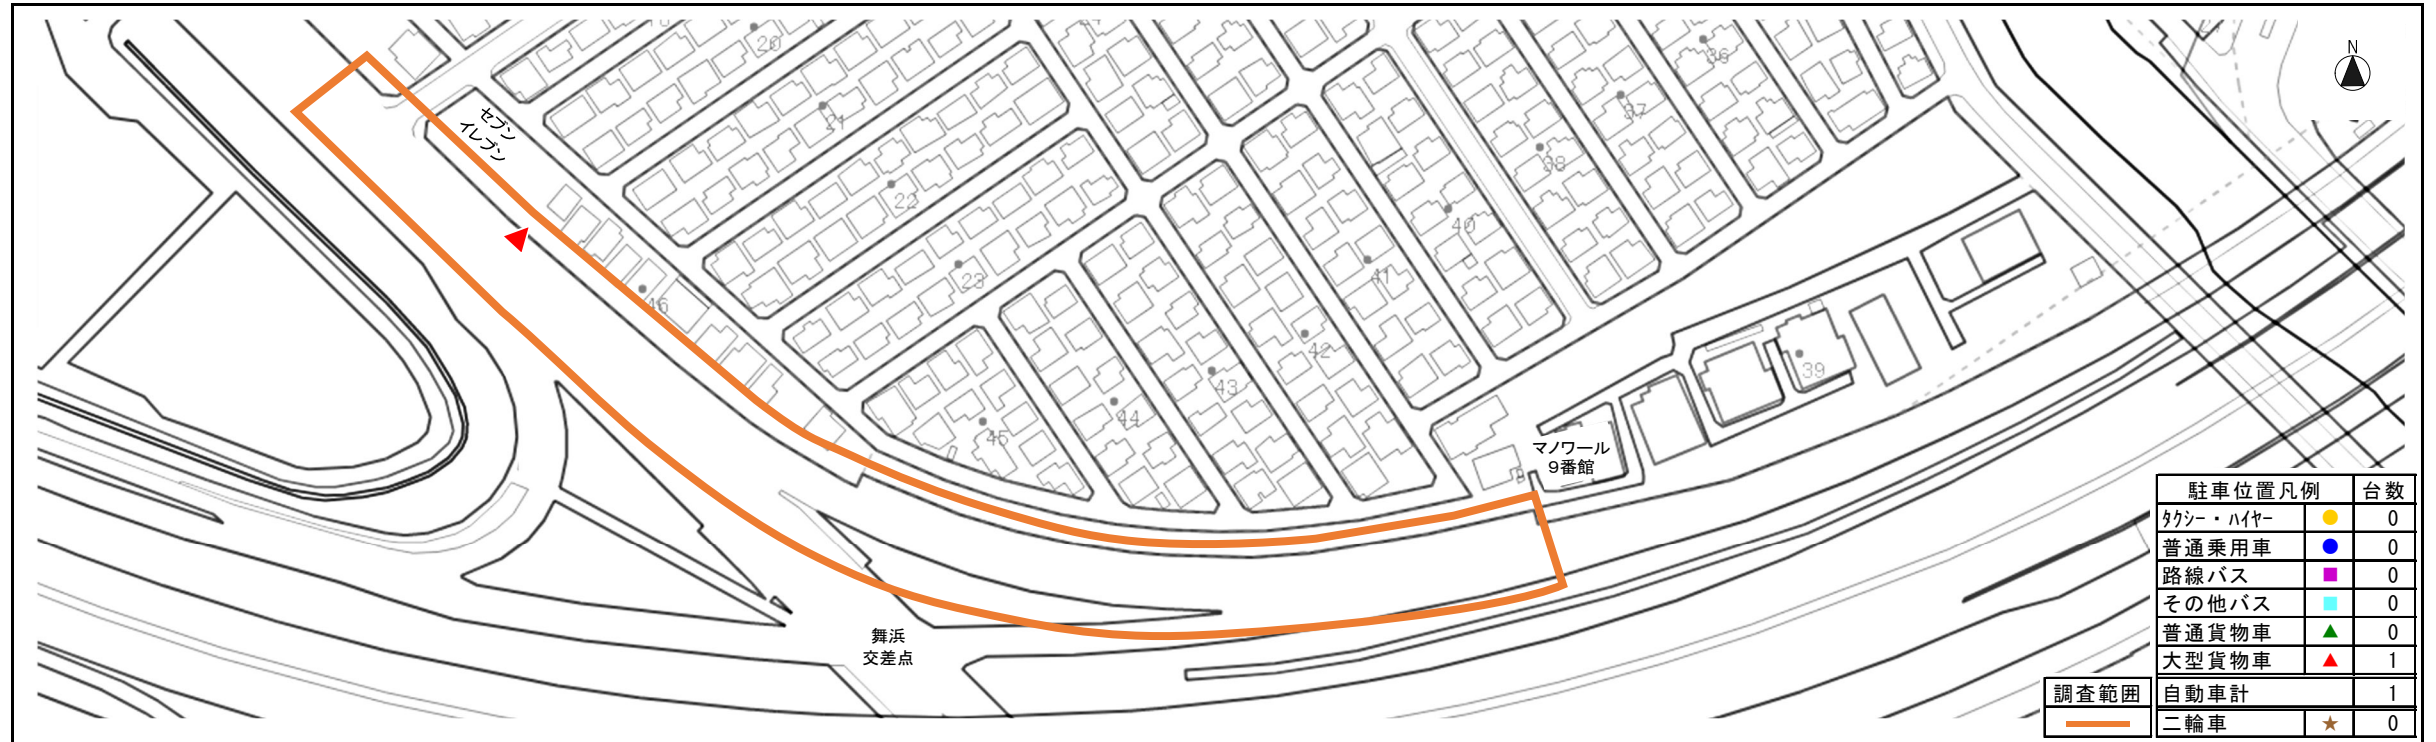 N
セブン
イレブン
20
21
22
23
46
45
44
43
42
41
40
38
37
36
39
マノワール
9番館
舞浜
交差点
駐車位置凡例 台数
タクシー・ハイヤー 0
普通乗用車 0
路線バス 0
その他バス 0
普通貨物車 0
大型貨物車 1
調査範囲
自動車計 1
二輪車 0